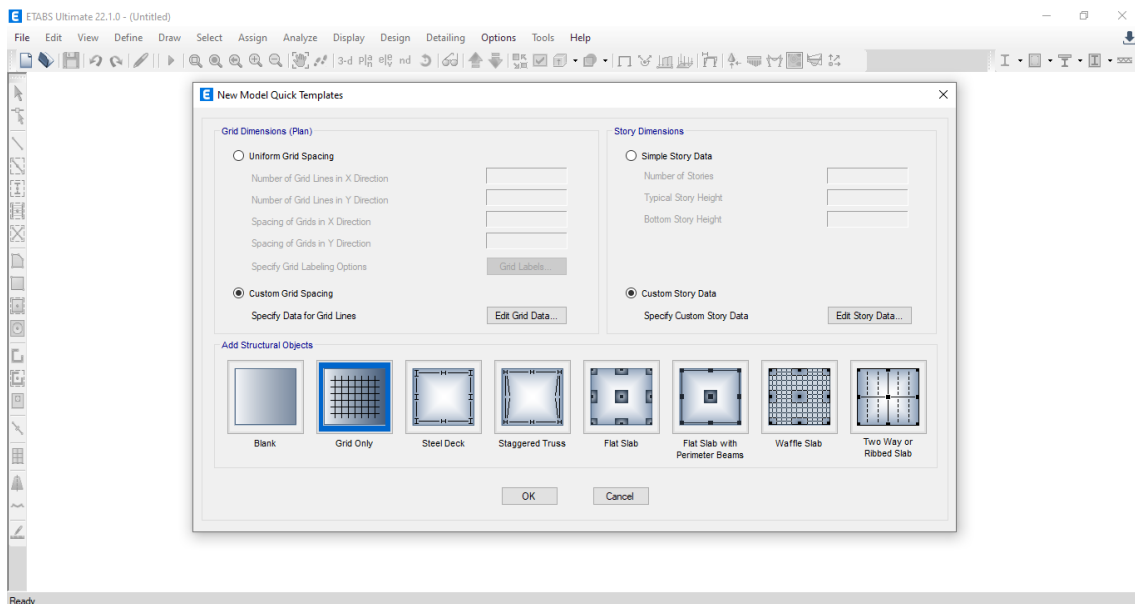 ETABS Ultimate 22.1.0 - (Untitled)
File Edit View Define Draw Select Assign Analyze Display Design Detailing Options Tools Help
3-d nd
New Model Quick Templates
Grid Dimensions (Plan)
Uniform Grid Spacing
Number of Grid Lines in X Direction
Number of Grid Lines in Y Direction
Spacing of Grids in X Direction
Spacing of Grids in Y Direction
Specify Grid Labeling Options Grid Labels...
Custom Grid Spacing
Specify Data for Grid Lines Edit Grid Data...
Story Dimensions
Simple Story Data
Number of Stories
Typical Story Height
Bottom Story Height
Custom Story Data
Specify Custom Story Data Edit Story Data...
Add Structural Objects
Blank
Grid Only
Steel Deck
Staggered Truss
Flat Slab
Flat Slab with
Perimeter Beams
Waffle Slab
Two Way or
Ribbed Slab
OK Cancel
Ready